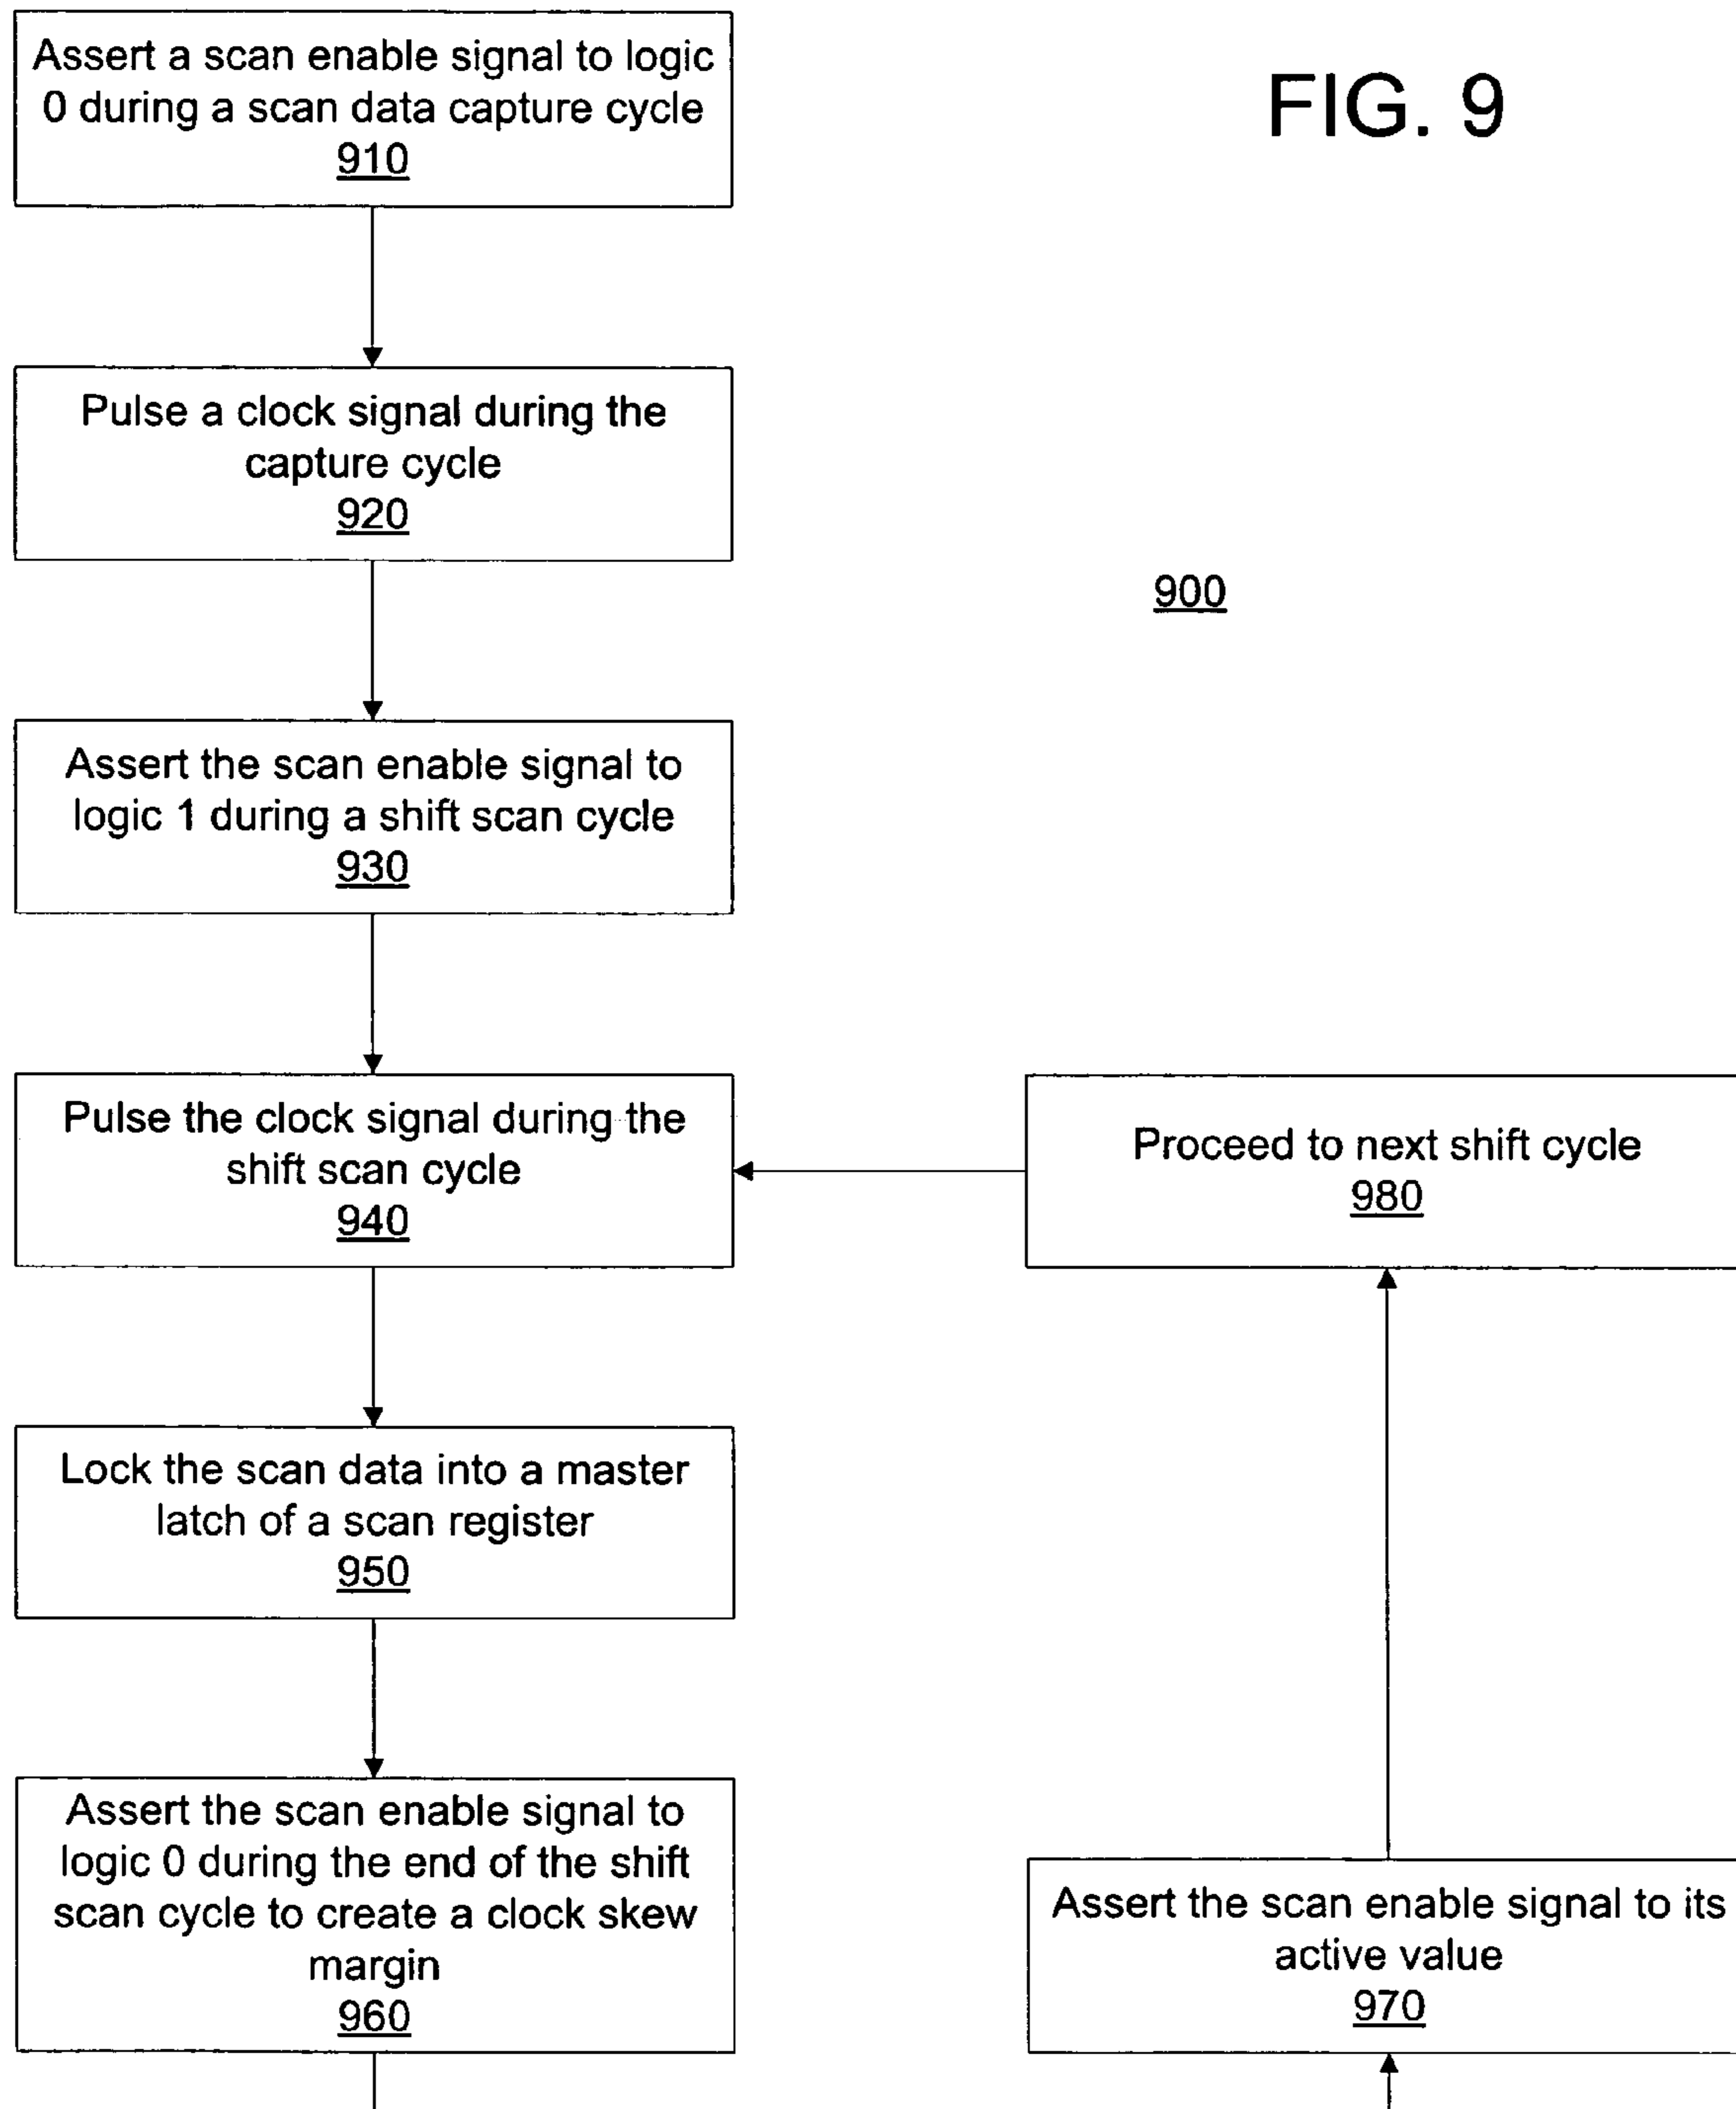 FIG. 9
Assert a scan enable signal to logic
0 during a scan data capture cycle
910
Pulse a clock signal during the
capture cycle
920
900
Assert the scan enable signal to
logic 1 during a shift scan cycle
930
Pulse the clock signal during the
shift scan cycle
940
Lock the scan data into a master
latch of a scan register
950
Assert the scan enable signal to
logic 0 during the end of the shift
scan cycle to create a clock skew
margin
960
Assert the scan enable signal to its
active value
970
Proceed to next shift cycle
980